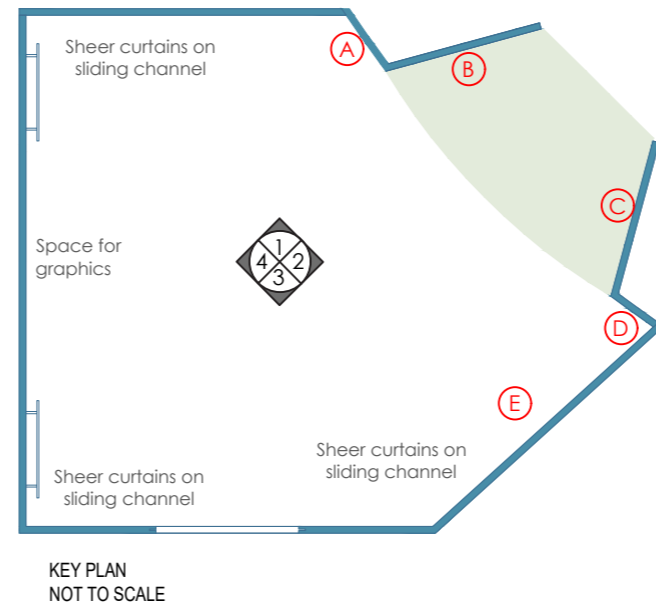 Sheer curtains on
sliding channel
A
B
C
Space for
graphics
1
4 2
3
D
E
Sheer curtains on
sliding channel
Sheer curtains on
sliding channel
KEY PLAN
NOT TO SCALE